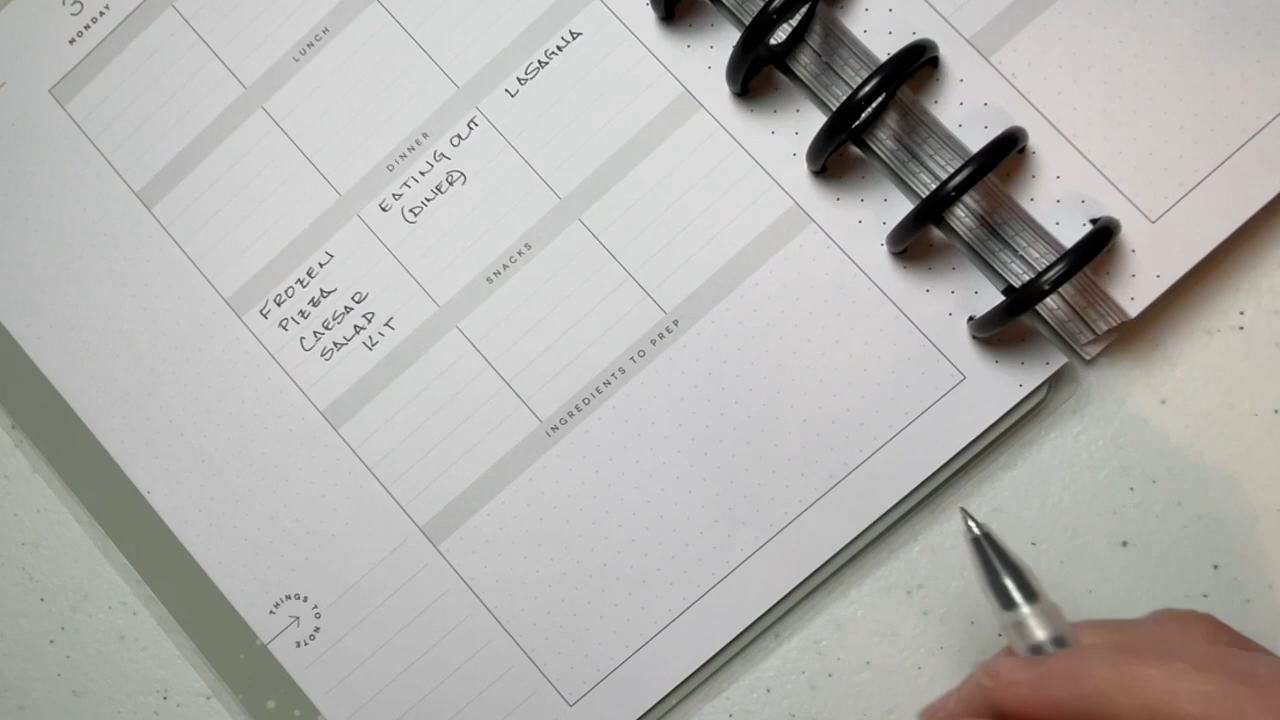 3
MONDAY
LUNCH
DINNER
FROZEN
PIZZA
CAESAR
SALAD
KIT
EATING OUT
(DINER)
LASAGNA
SNACKS
INGREDIENTS TO PREP
THINGS TO NOTE